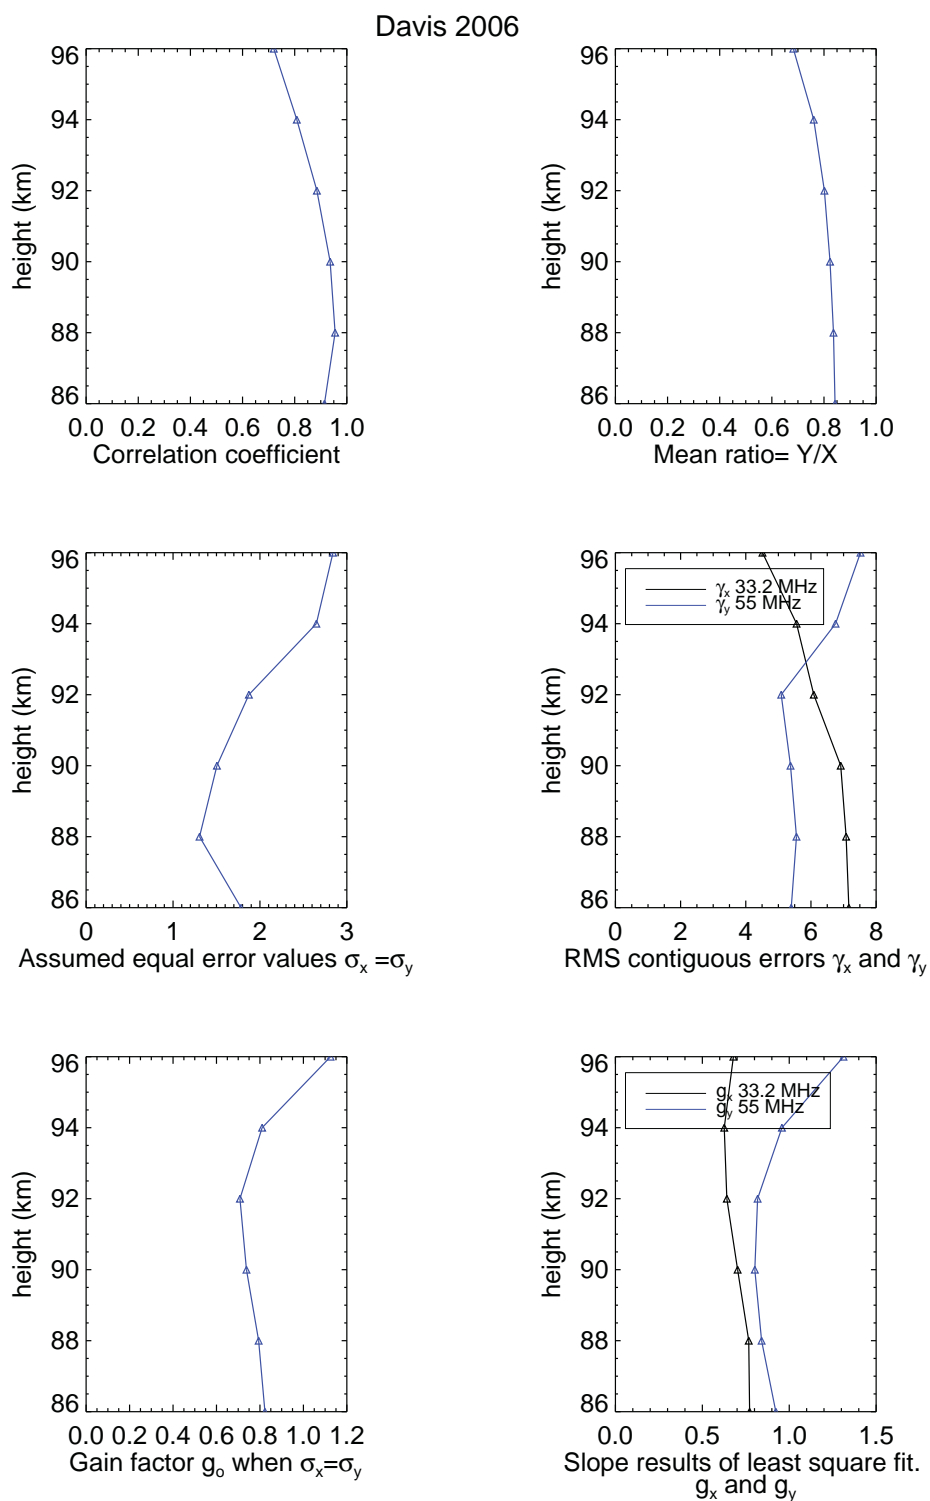 Davis 2006
96
94
92
90
88
86
height (km)
0.0 0.2 0.4 0.6 0.8 1.0
Correlation coefficient
96
94
92
90
88
86
height (km)
0.0 0.2 0.4 0.6 0.8 1.0
Mean ratio= Y/X
96
94
92
90
88
86
height (km)
0 1 2 3
Assumed equal error values σx =σy
96
94
92
90
88
86
height (km)
γx 33.2 MHz
γy 55 MHz
0 2 4 6 8
RMS contiguous errors γx and γy
96
94
92
90
88
86
height (km)
0.0 0.2 0.4 0.6 0.8 1.0 1.2
Gain factor go when σx=σy
96
94
92
90
88
86
height (km)
gx 33.2 MHz
gy 55 MHz
0.0 0.5 1.0 1.5
Slope results of least square fit.
gx and gy